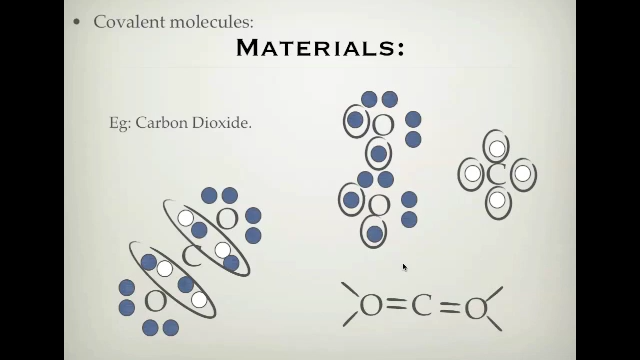 • Covalent molecules:
MATERIALS:
Eg: Carbon Dioxide.
O
O
C
O
C
O
O=C=O